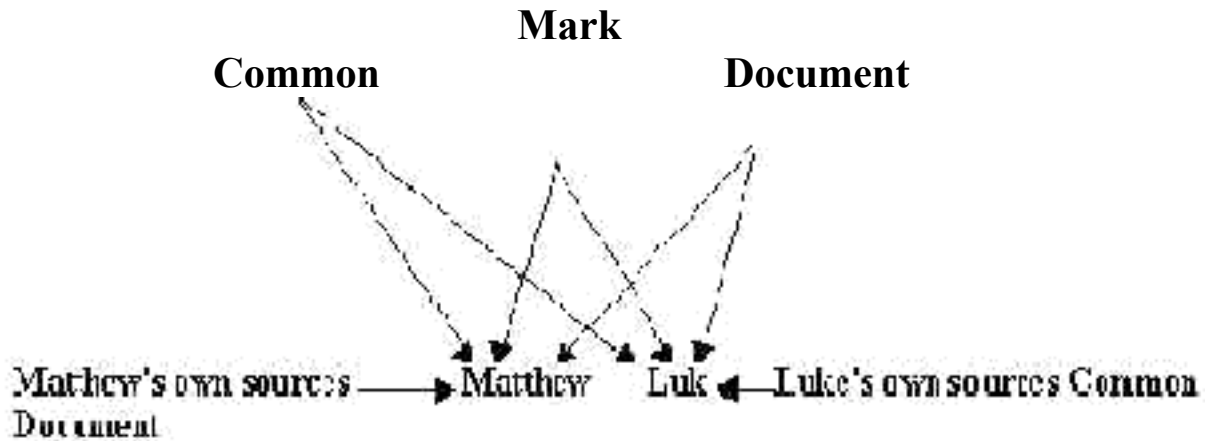 Mark
Common Document
Mathew's own sources Matthew Luk Luke's own sources Common
Document